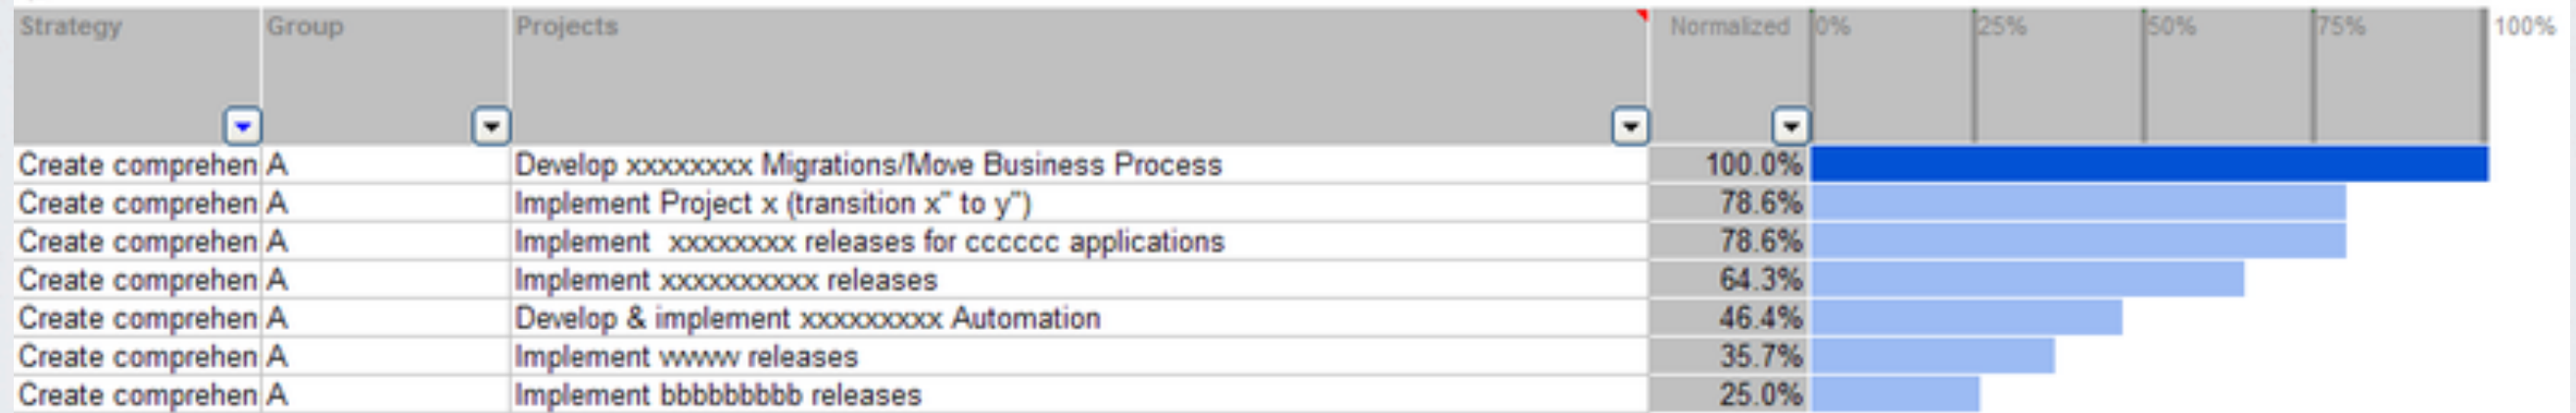 Strategy Group Projects Normalized 0% 25% 50% 75% 100%
Create comprehen A Develop xxxxxxxx Migrations/Move Business Process 100.0%
Create comprehen A Implement Project x (transition x" to y") 78.6%
Create comprehen A Implement xxxxxxxx releases for cccccc applications 78.6%
Create comprehen A Implement xxxxxxxxxx releases 64.3%
Create comprehen A Develop & implement xxxxxxxxx Automation 46.4%
Create comprehen A Implement releases 35.7%
Create comprehen A Implement bbbbbbbbbb releases 25.0%